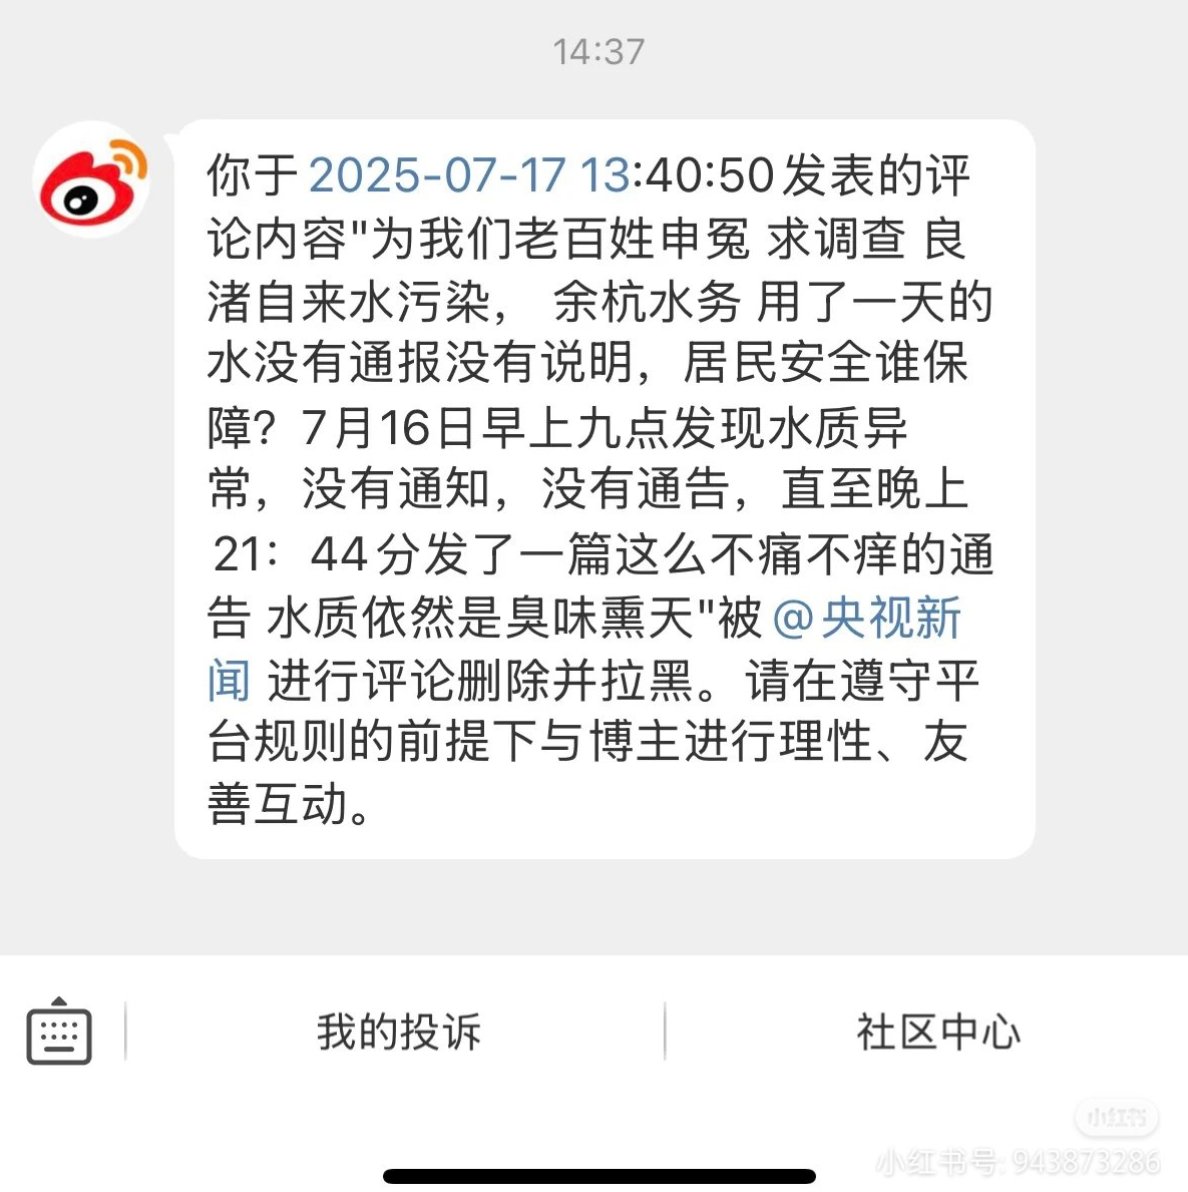 14:37
你于2025-07-17 13:40:50发表的评
论内容"为我们老百姓申冤 求调查 良
渚自来水污染， 余杭水务 用了一天的
水没有通报没有说明，居民安全谁保
障？7月16日早上九点发现水质异
常，没有通知，没有通告，直至晚上
21：44分发了一篇这么不痛不痒的通
告 水质依然是臭味熏天"被 @央视新
闻 进行评论删除并拉黑。请在遵守平
台规则的前提下与博主进行理性、友
善互动。
我的投诉
社区中心
小红书
小红书号: 943873286